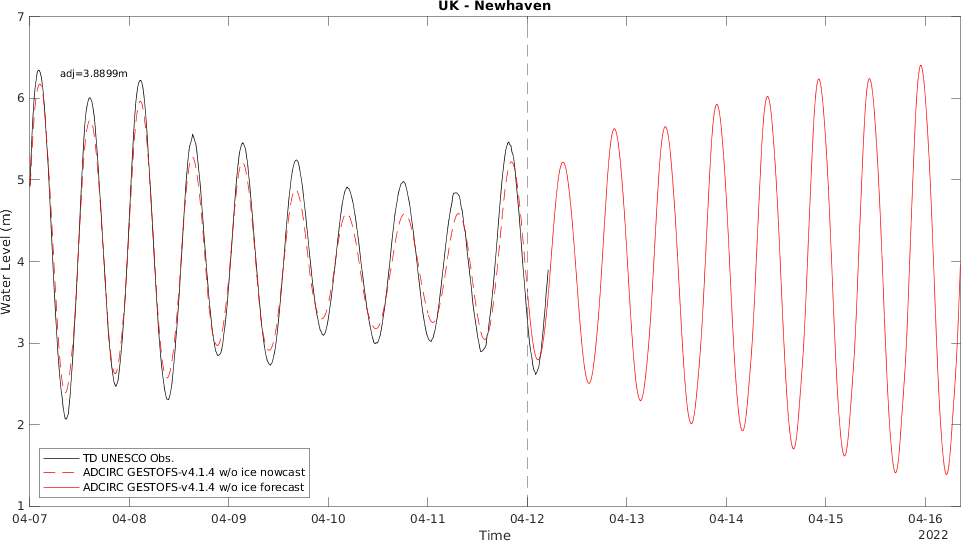 UK - Newhaven
adj=3.8899m
7
6
5
4
3
2
1
Water Level (m)
TD UNESCO Obs.
ADCIRC GESTOFS-v4.1.4 w/o ice nowcast
ADCIRC GESTOFS-v4.1.4 w/o ice forecast
04-07 04-08 04-09 04-10 04-11 04-12 04-13 04-14 04-15 04-16
Time
2022